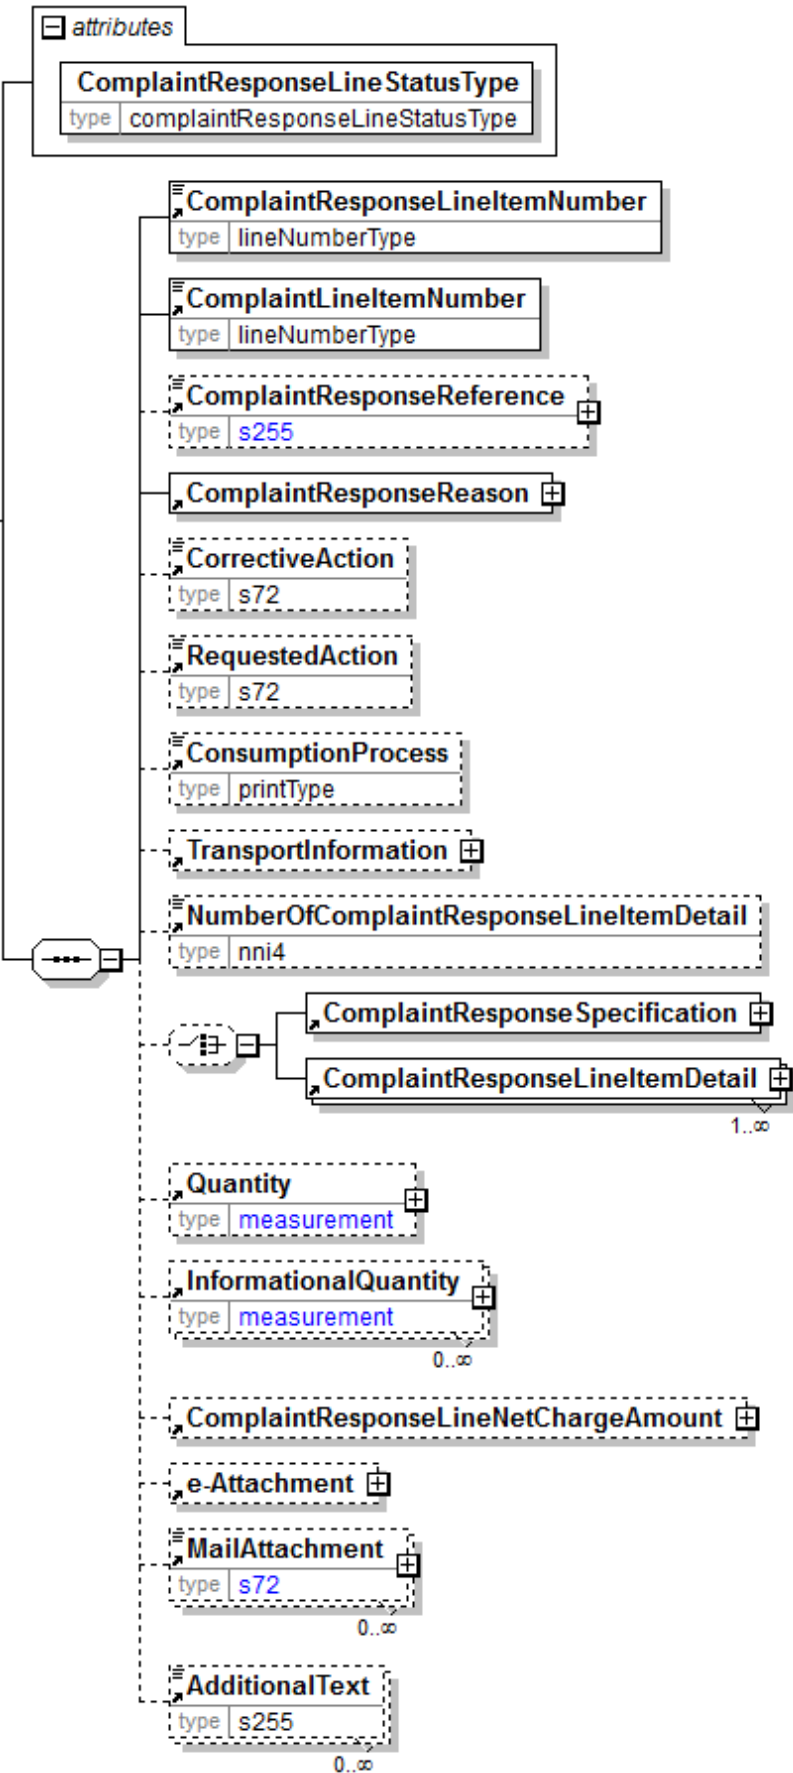 attributes
ComplaintResponseLineStatusType
type complaintResponseLineStatusType
ComplaintResponseLineItemNumber
type lineNumberType
ComplaintLineItemNumber
type lineNumberType
ComplaintResponseReference
type s255
ComplaintResponseReason
CorrectiveAction
type s72
RequestedAction
type s72
ConsumptionProcess
type printType
TransportInformation
NumberOfComplaintResponseLineItemDetail
type nni4
ComplaintResponseSpecification
ComplaintResponseLineItemDetail
1..∞
Quantity
type measurement
InformationalQuantity
type measurement
0..∞
ComplaintResponseLineNetChargeAmount
e-Attachment
MailAttachment
type s72
0..∞
AdditionalText
type s255
0..∞